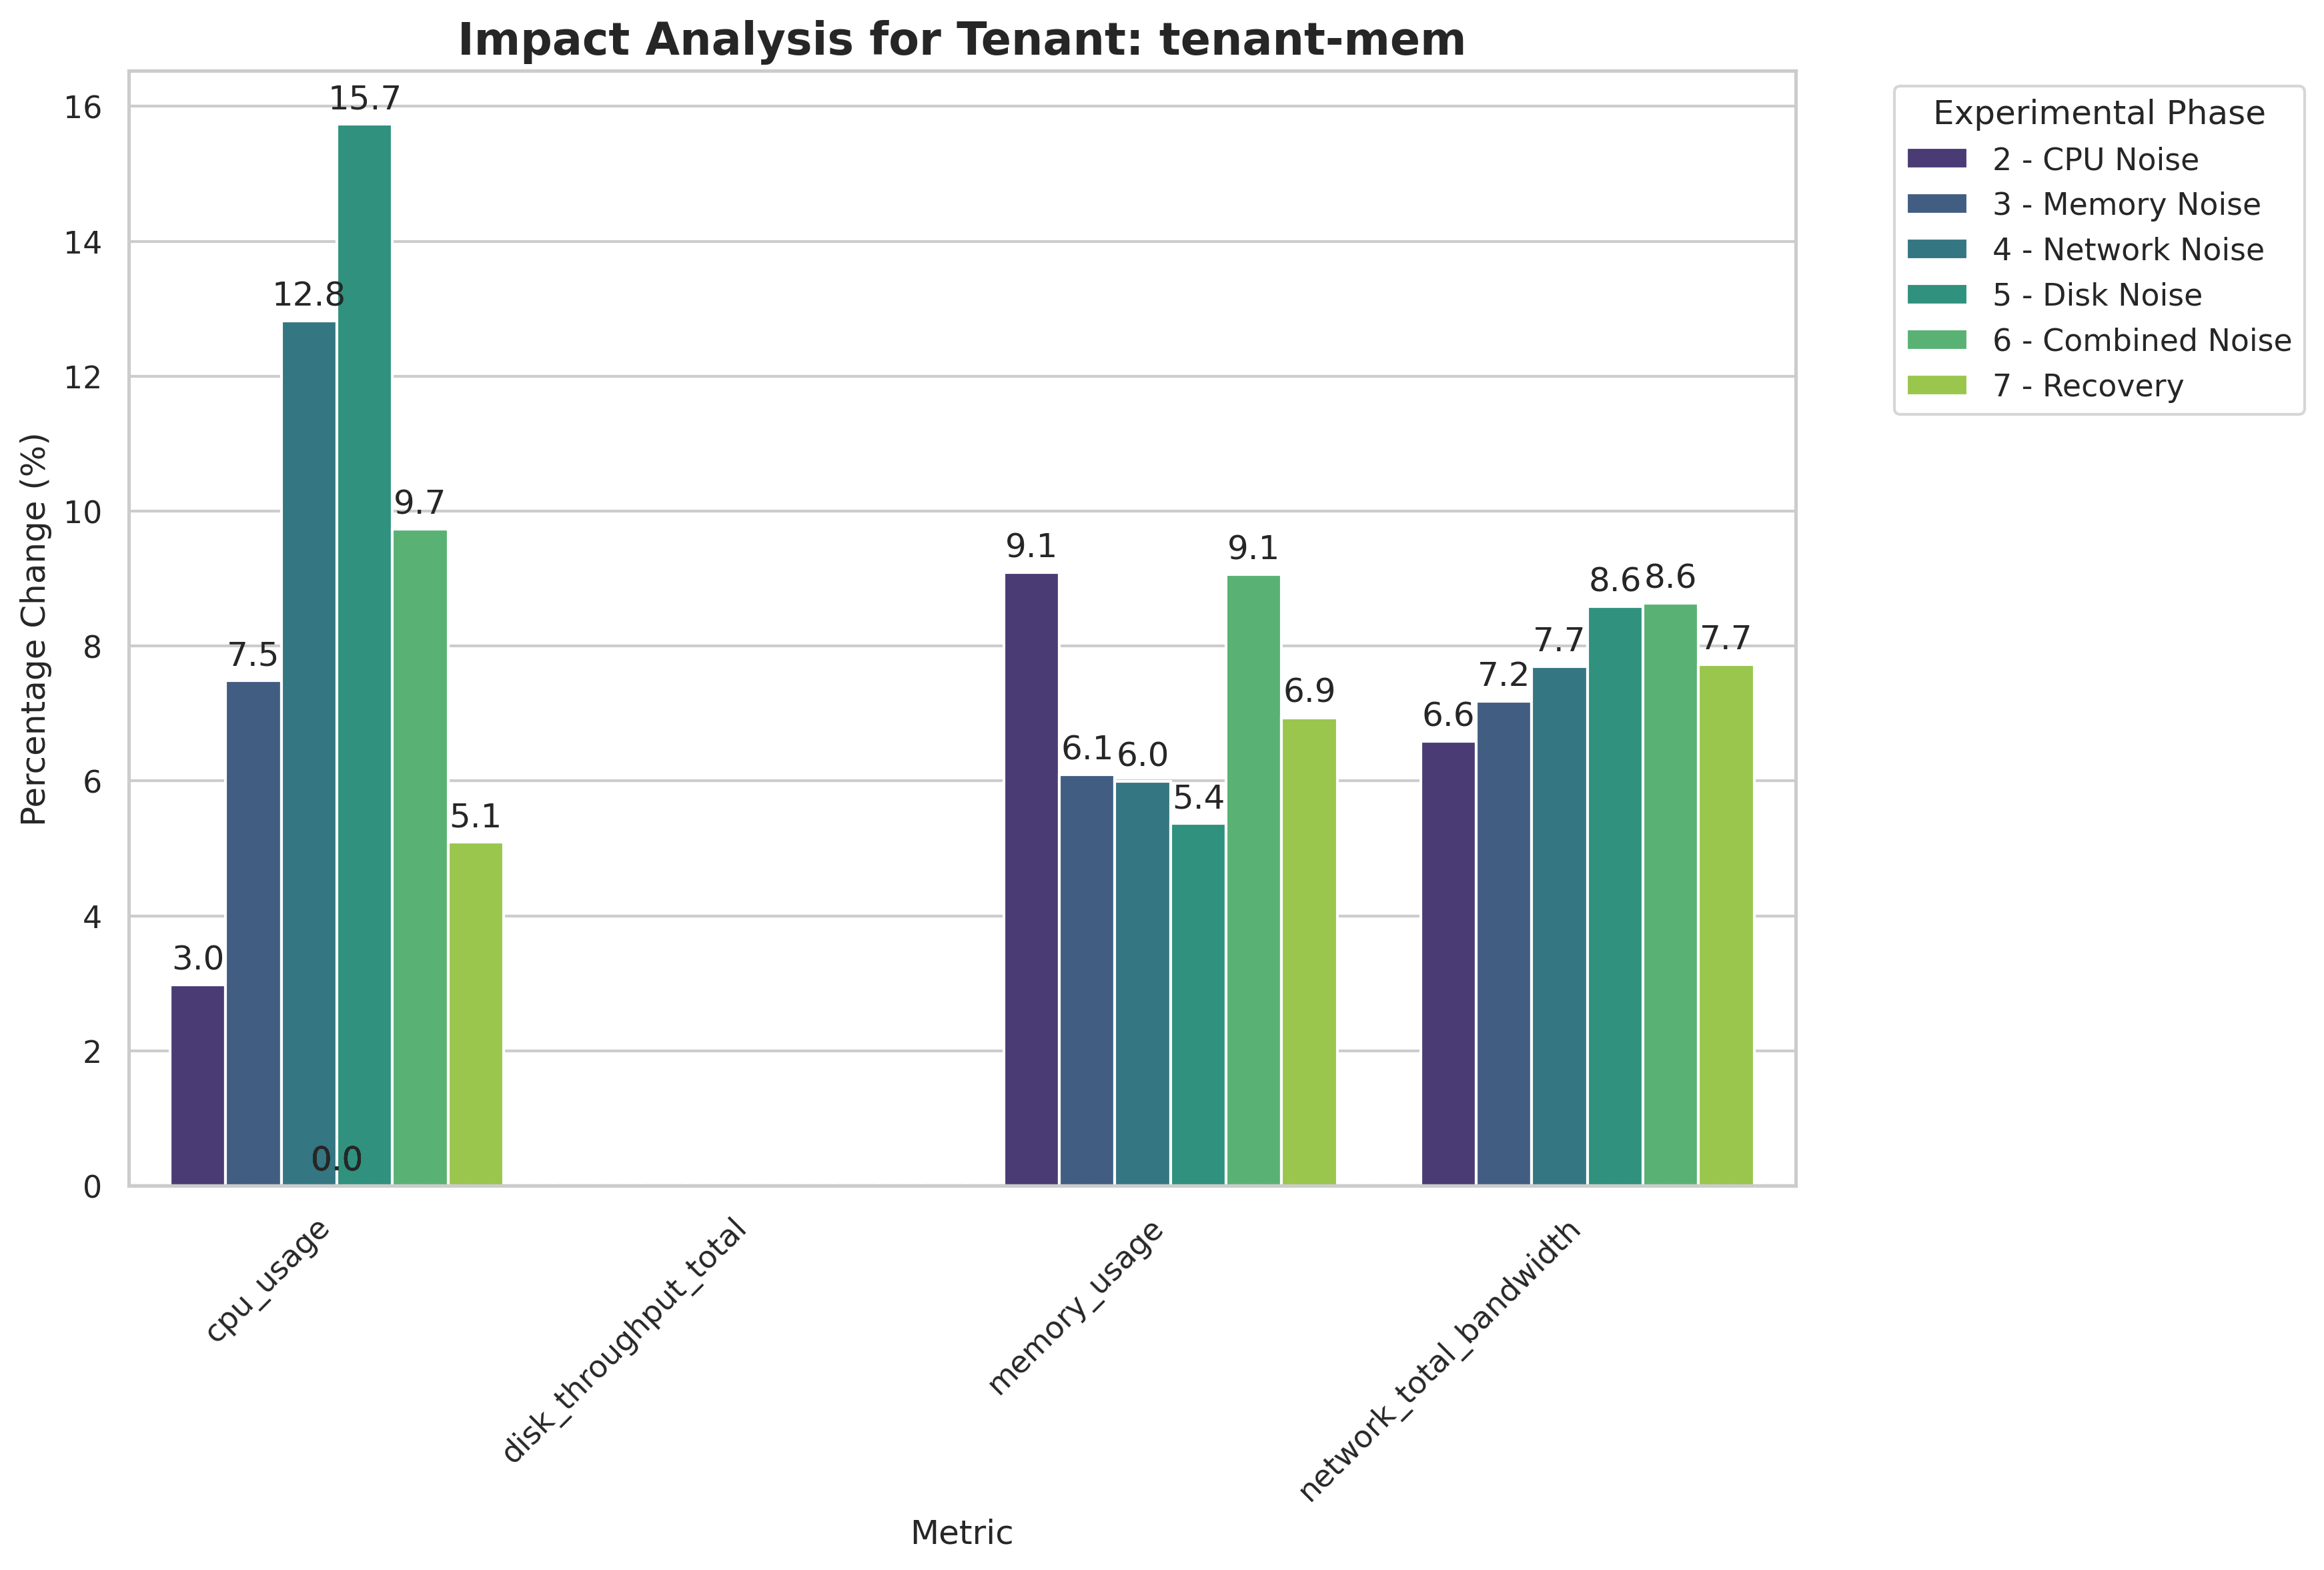 Impact Analysis for Tenant: tenant-mem
Percentage Change (%)
16
14
12
10
8
6
4
2
0
3.0
7.5
12.8
15.7
9.7
5.1
0.0
9.1
6.1
6.0
5.4
9.1
6.9
6.6
7.2
7.7
8.6
8.6
7.7
cpu_usage
disk_throughput_total
memory_usage
network_total_bandwidth
Metric
Experimental Phase
2 - CPU Noise
3 - Memory Noise
4 - Network Noise
5 - Disk Noise
6 - Combined Noise
7 - Recovery